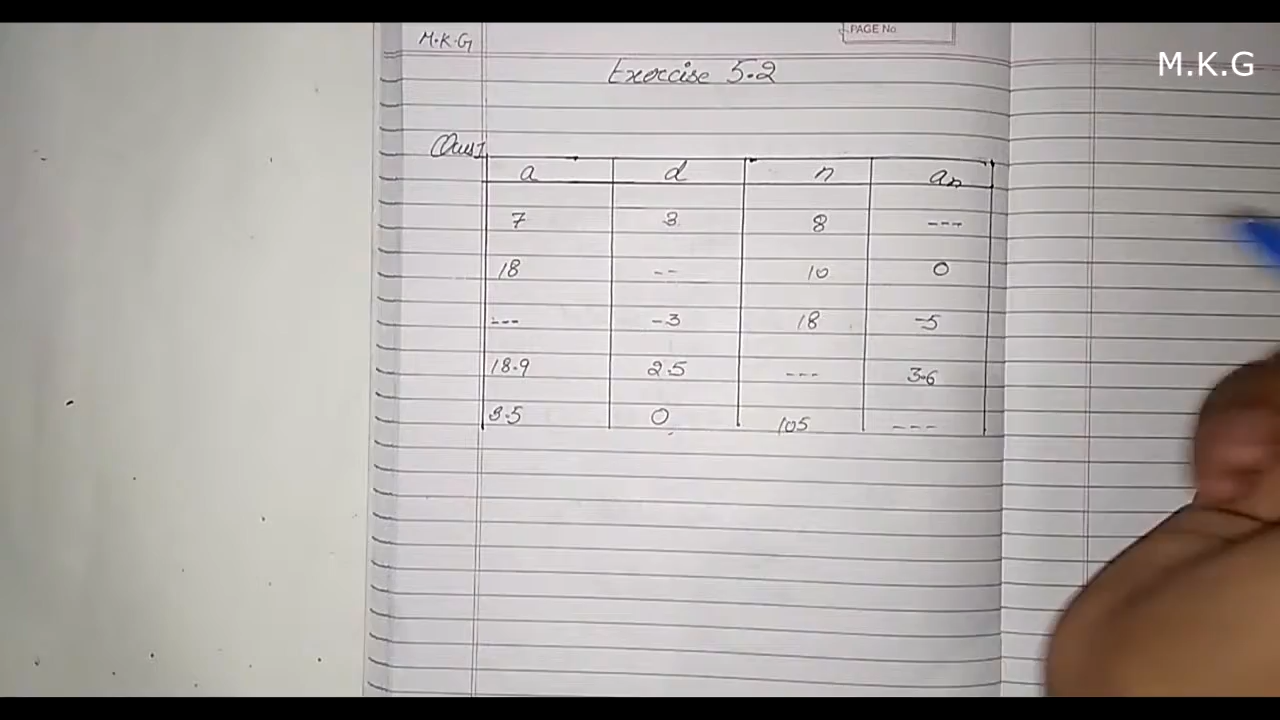 M.K.G
PAGE No
M.K.G
Exercise 5.2
Ques1
a d n an
7 3 8 ---
18 -- 10 0
--- -3 18 -5
18.9 2.5 --- 3.6
3.5 0 105 ---